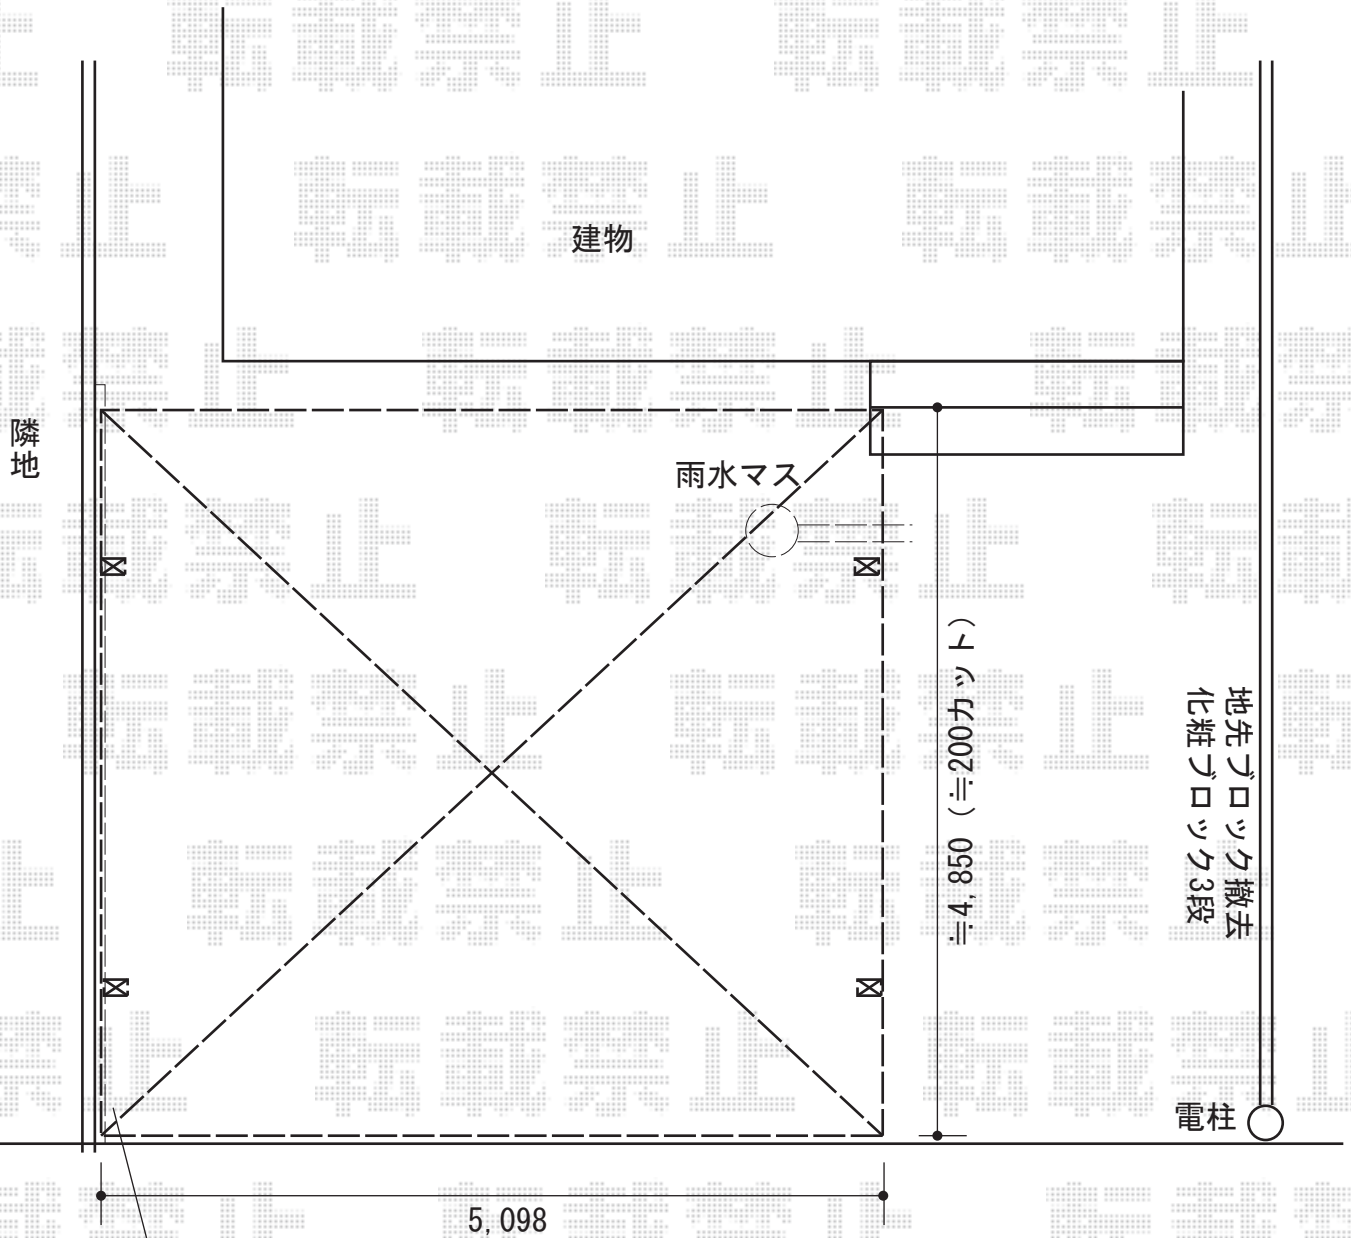 建物
隣地
雨水マス
≒4,850（≒200カット）
地先ブロック撤去
化粧ブロック3段
電柱
5,098
転載禁止